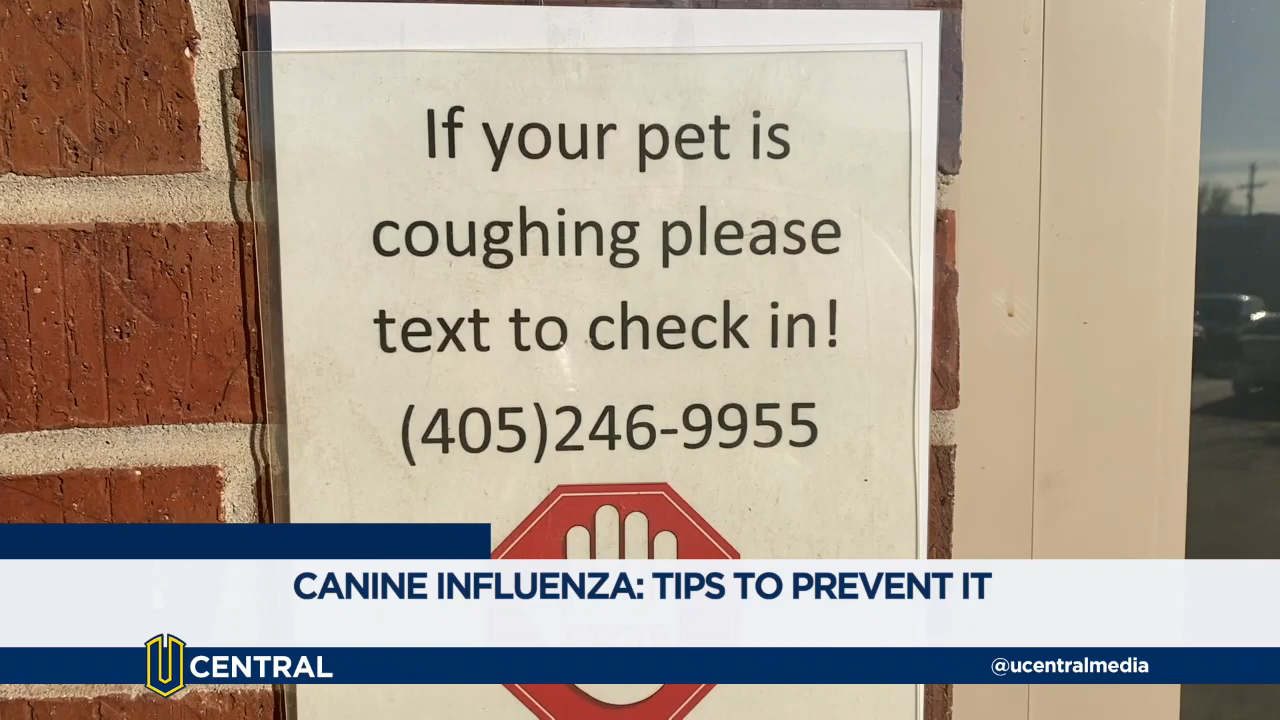 If your pet is
coughing please
text to check in!
(405)246-9955
CANINE INFLUENZA: TIPS TO PREVENT IT
U CENTRAL
@ucentralmedia